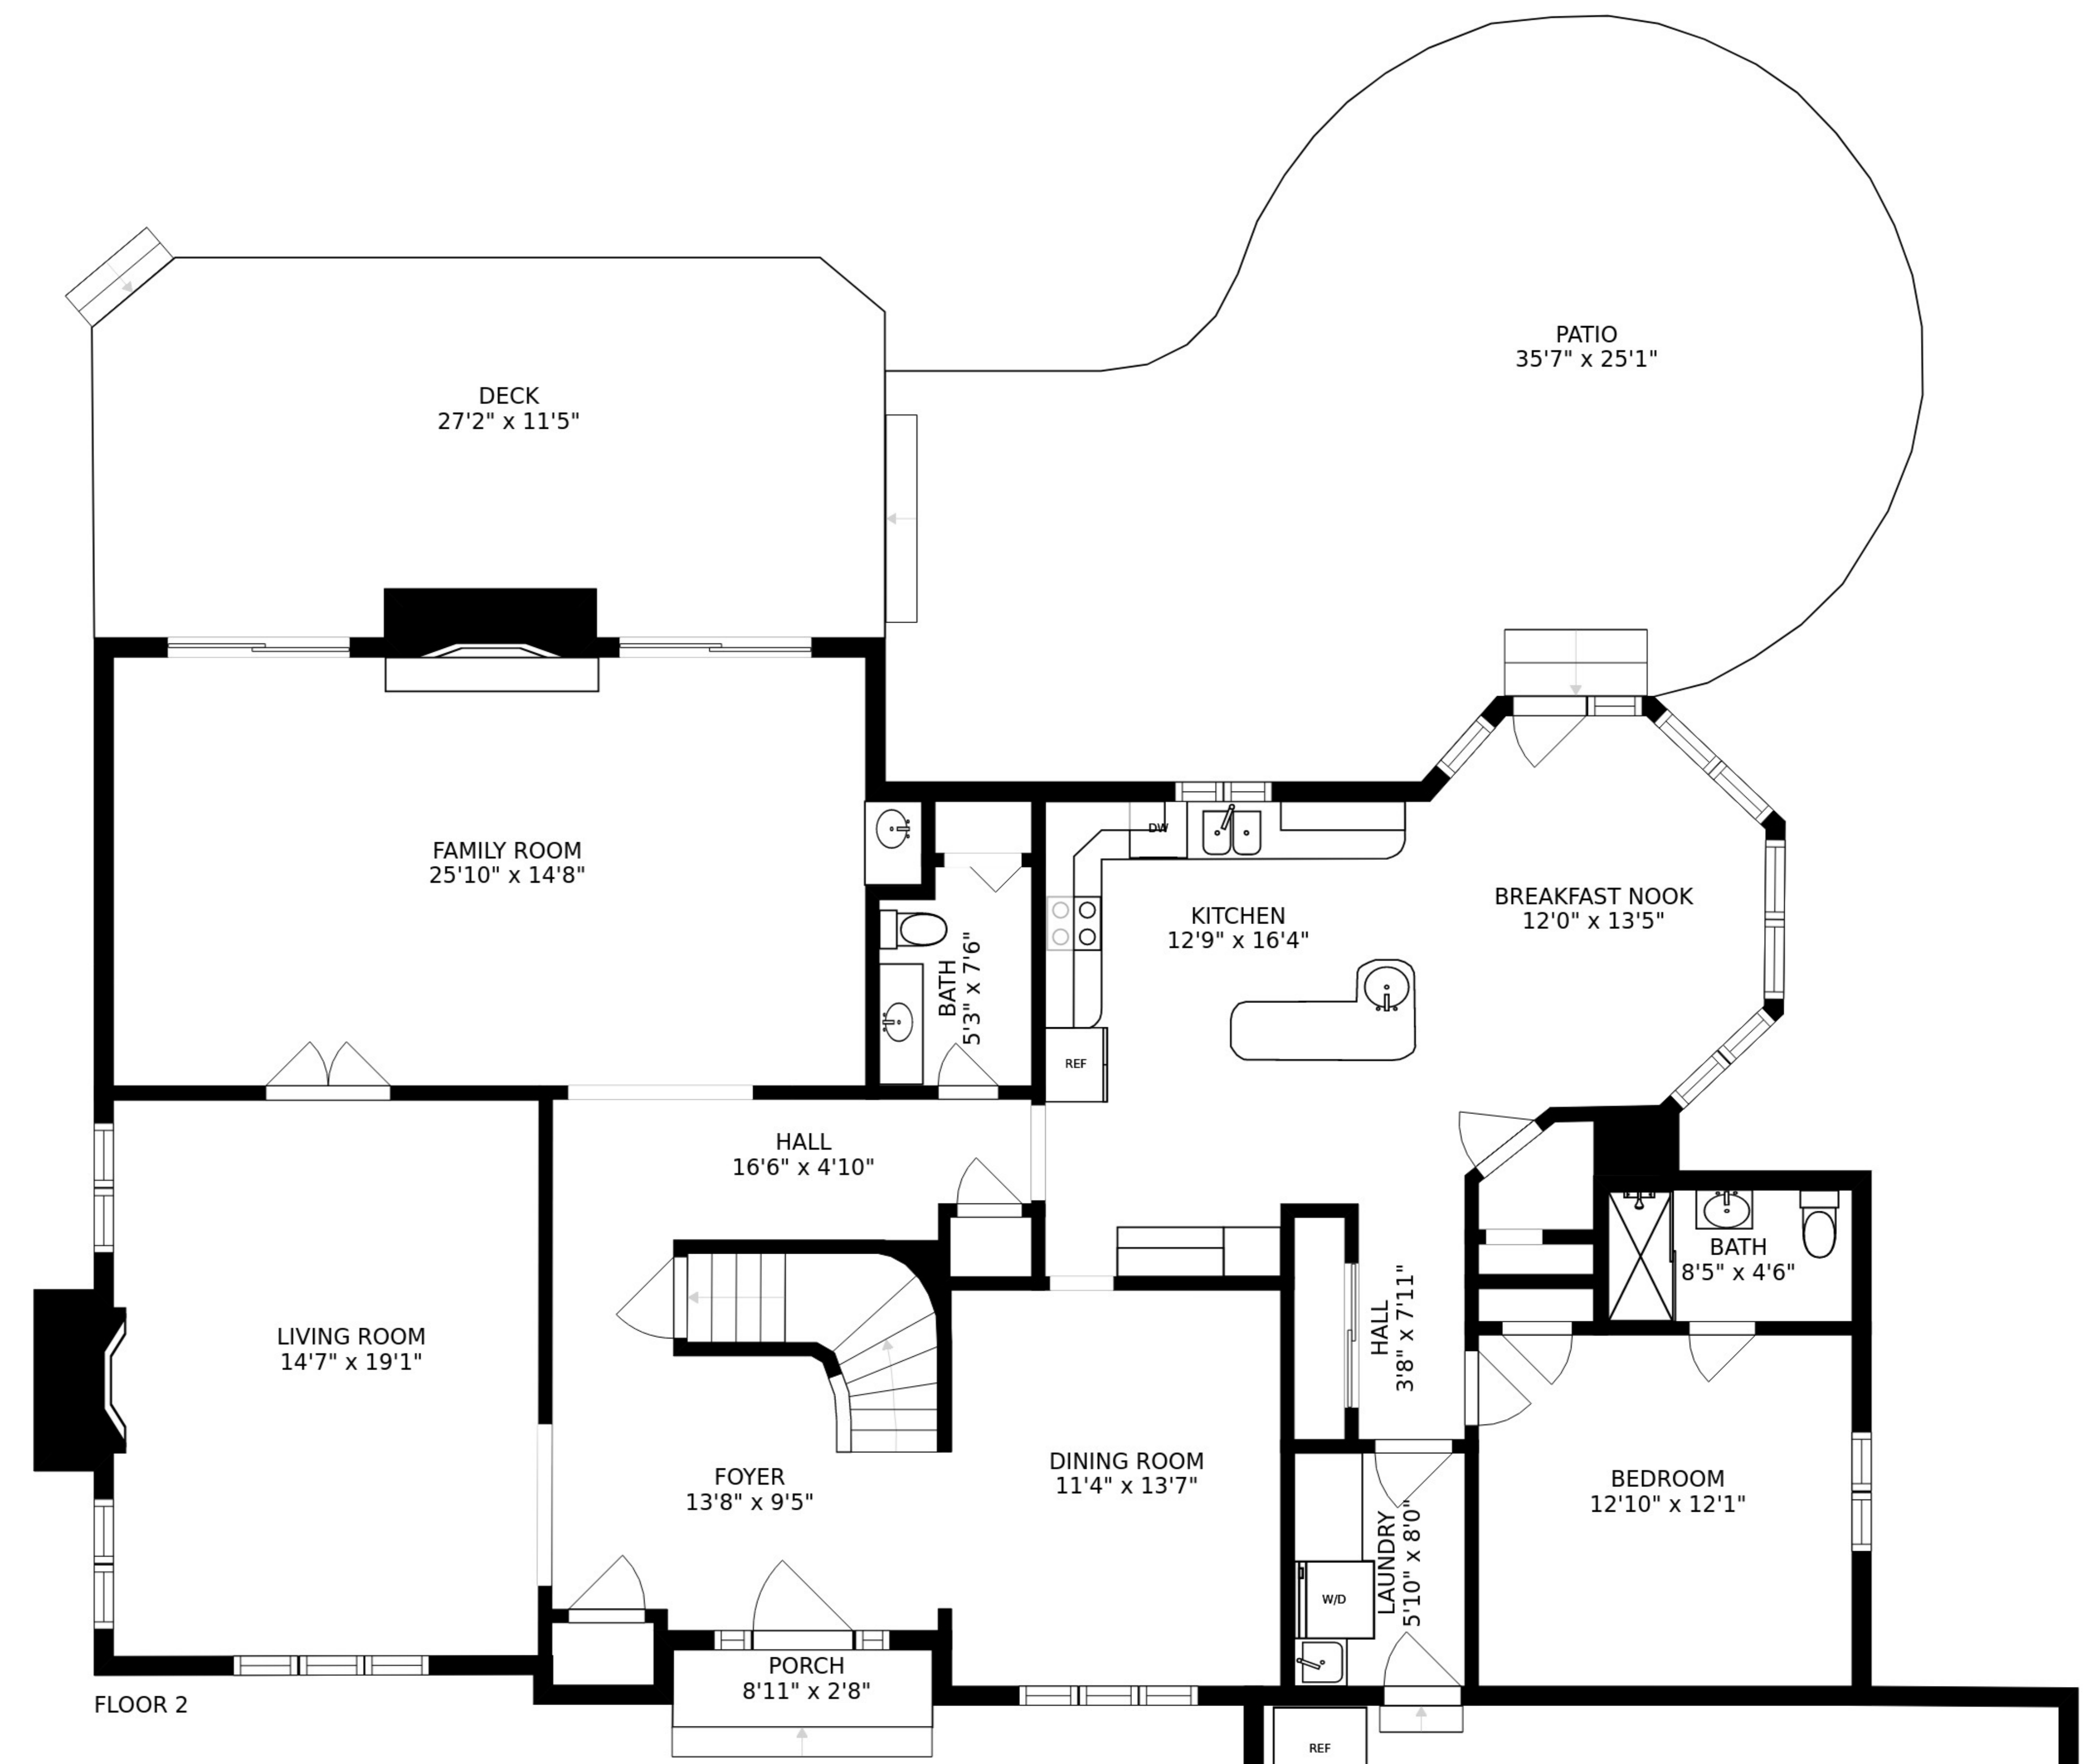 PATIO
35'7" x 25'1"
DECK
27'2" x 11'5"
FAMILY ROOM
25'10" x 14'8"
DW
KITCHEN
12'9" x 16'4"
BREAKFAST NOOK
12'0" x 13'5"
BATH
5'3" x 7'6"
REF
HALL
16'6" x 4'10"
BATH
8'5" x 4'6"
LIVING ROOM
14'7" x 19'1"
HALL
3'8" x 7'11"
FOYER
13'8" x 9'5"
DINING ROOM
11'4" x 13'7"
BEDROOM
12'10" x 12'1"
LAUNDRY
5'10" x 8'0"
W/D
PORCH
8'11" x 2'8"
FLOOR 2
REF